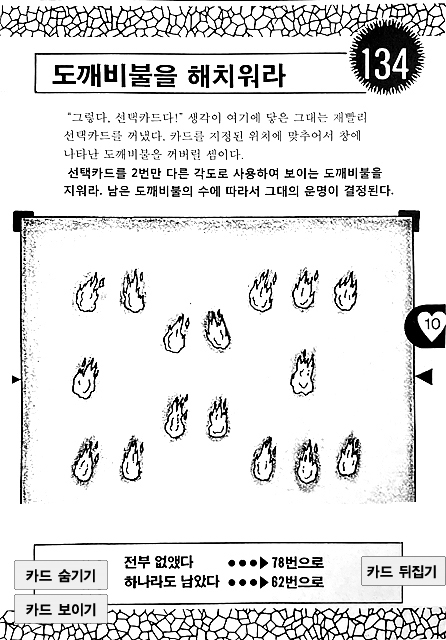 134
도깨비불을 해치워라
"그렇다. 선택카드다!" 생각이 여기에 닿은 그대는 재빨리
선택카드를 꺼냈다. 카드를 지정된 위치에 맞추어서 창에
나타난 도깨비불을 꺼버릴 셈이다.
선택카드를 2번만 다른 각도로 사용하여 보이는 도깨비불을
지워라. 남은 도깨비불의 수에 따라서 그대의 운명이 결정된다.
10
전부 없앴다 ●●●▶78번으로
하나라도 남았다 ●●●▶62번으로
카드 숨기기
카드 뒤집기
카드 보이기